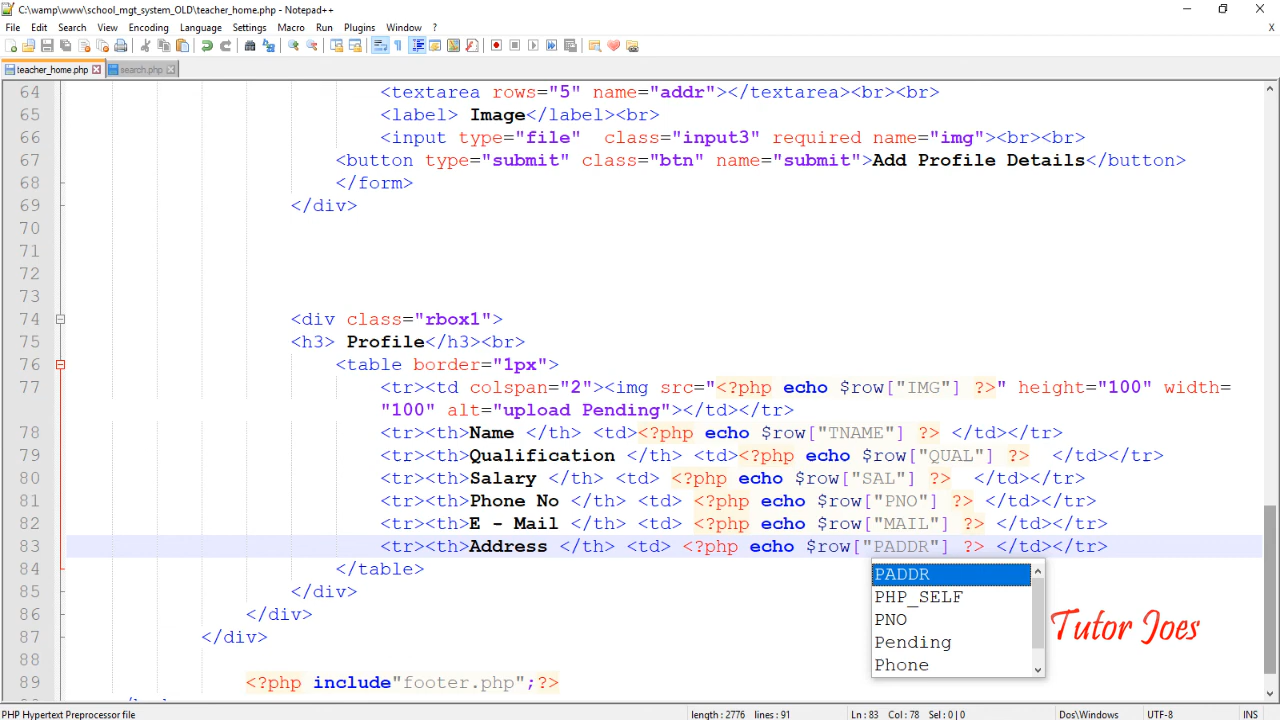 C:\wamp\www\school_mgt_system_OLD\teacher_home.php - Notepad++
File Edit Search View Encoding Language Settings Macro Run Plugins Window ?
X
teacher_home.php search.php
64 <textarea rows="5" name="addr"></textarea><br><br>
65 <label> Image</label><br>
66 <input type="file"  class="input3" required name="img"><br><br>
67 <button type="submit" class="btn" name="submit">Add Profile Details</button>
68 </form>
69 </div>
70
71
72
73
74 <div class="rbox1">
75 <h3> Profile</h3><br>
76 <table border="1px">
77 <tr><td colspan="2"><img src="<?php echo $row["IMG"] ?>" height="100" width=
"100" alt="upload Pending"></td></tr>
78 <tr><th>Name </th> <td><?php echo $row["TNAME"] ?> </td></tr>
79 <tr><th>Qualification </th> <td><?php echo $row["QUAL"] ?>  </td></tr>
80 <tr><th>Salary </th> <td> <?php echo $row["SAL"] ?>  </td></tr>
81 <tr><th>Phone No </th> <td> <?php echo $row["PNO"] ?> </td></tr>
82 <tr><th>E - Mail </th> <td> <?php echo $row["MAIL"] ?> </td></tr>
83 <tr><th>Address </th> <td> <?php echo $row["PADDR"] ?> </td></tr>
84 </table>
85 </div>
86 </div>
87 </div>
88
89 <?php include"footer.php";?>
PADDR
PHP_SELF
PNO
Pending
Phone
Tutor Joes
PHP Hypertext Preprocessor file length : 2776 lines : 91 Ln : 83 Col : 78 Sel : 0 | 0 Dos\Windows UTF-8 INS